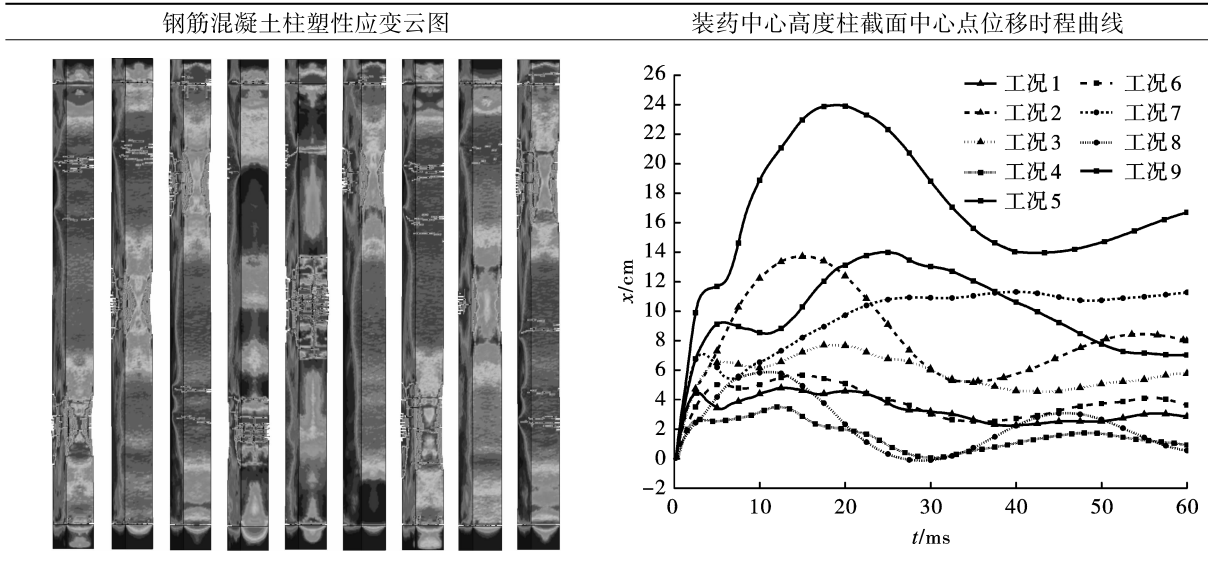 钢筋混凝土柱塑性应变云图
装药中心高度柱截面中心点位移时程曲线
26
24
22
20
18
16
14
12
10
8
6
4
2
0
−2
x/cm
工况1
工况2
工况3
工况4
工况5
工况6
工况7
工况8
工况9
0 10 20 30 40 50 60
t/ms